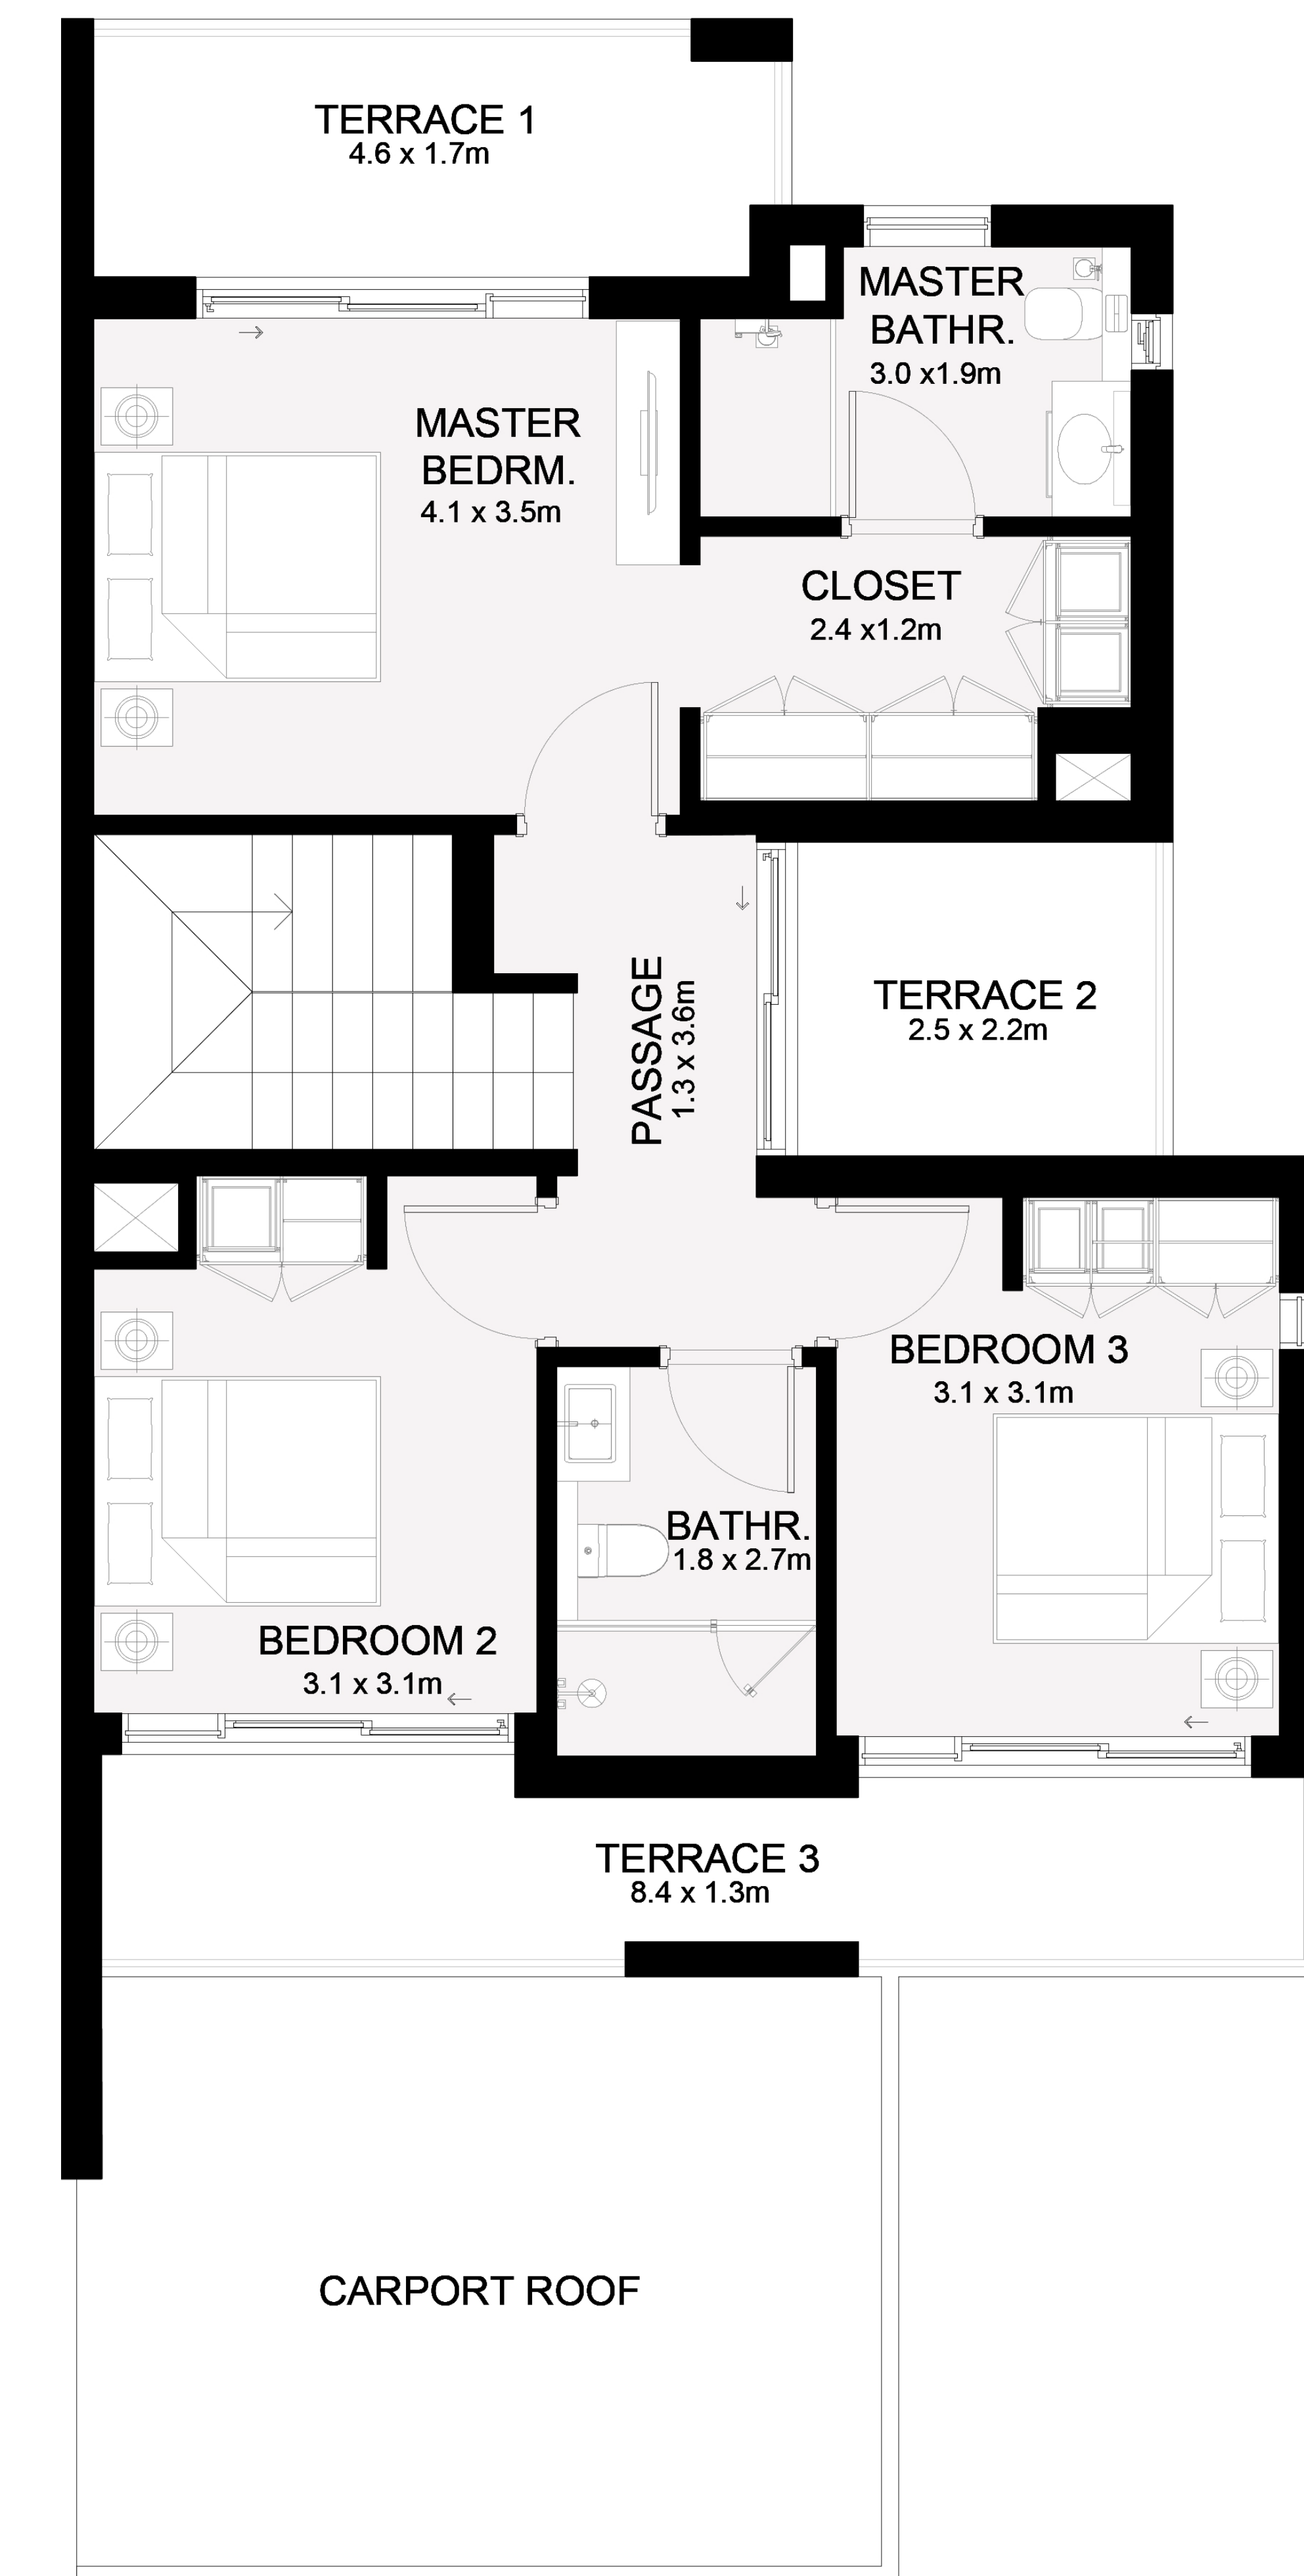 TERRACE 1
4.6 x 1.7m
MASTER
BATHR.
3.0 x1.9m
MASTER
BEDRM.
4.1 x 3.5m
CLOSET
2.4 x1.2m
PASSAGE
1.3 x 3.6m
TERRACE 2
2.5 x 2.2m
BEDROOM 3
3.1 x 3.1m
BATHR.
1.8 x 2.7m
BEDROOM 2
3.1 x 3.1m
TERRACE 3
8.4 x 1.3m
CARPORT ROOF